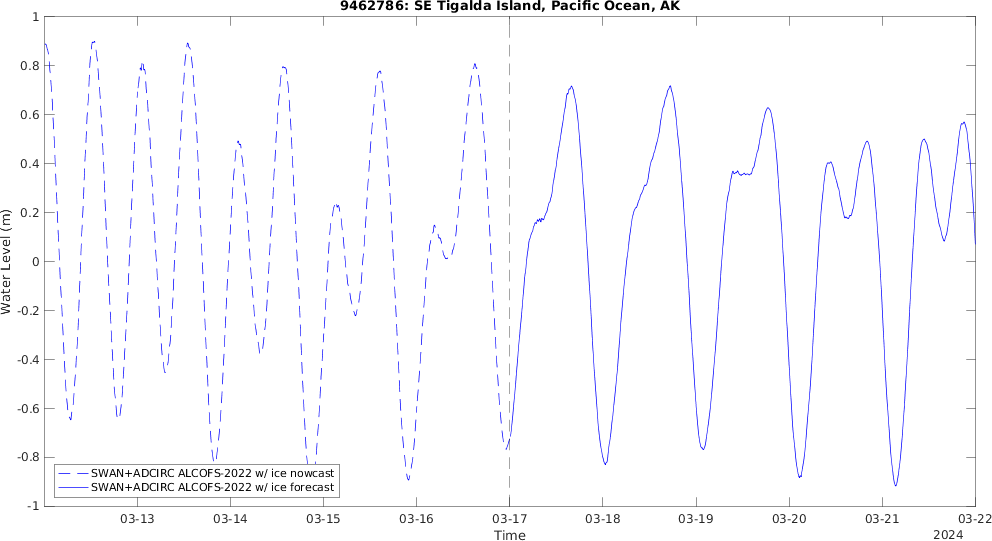 9462786: SE Tigalda Island, Pacific Ocean, AK
1
0.8
0.6
0.4
0.2
0
-0.2
-0.4
-0.6
-0.8
-1
Water Level (m)
SWAN+ADCIRC ALCOFS-2022 w/ ice nowcast
SWAN+ADCIRC ALCOFS-2022 w/ ice forecast
03-13 03-14 03-15 03-16 03-17 03-18 03-19 03-20 03-21 03-22
Time
2024